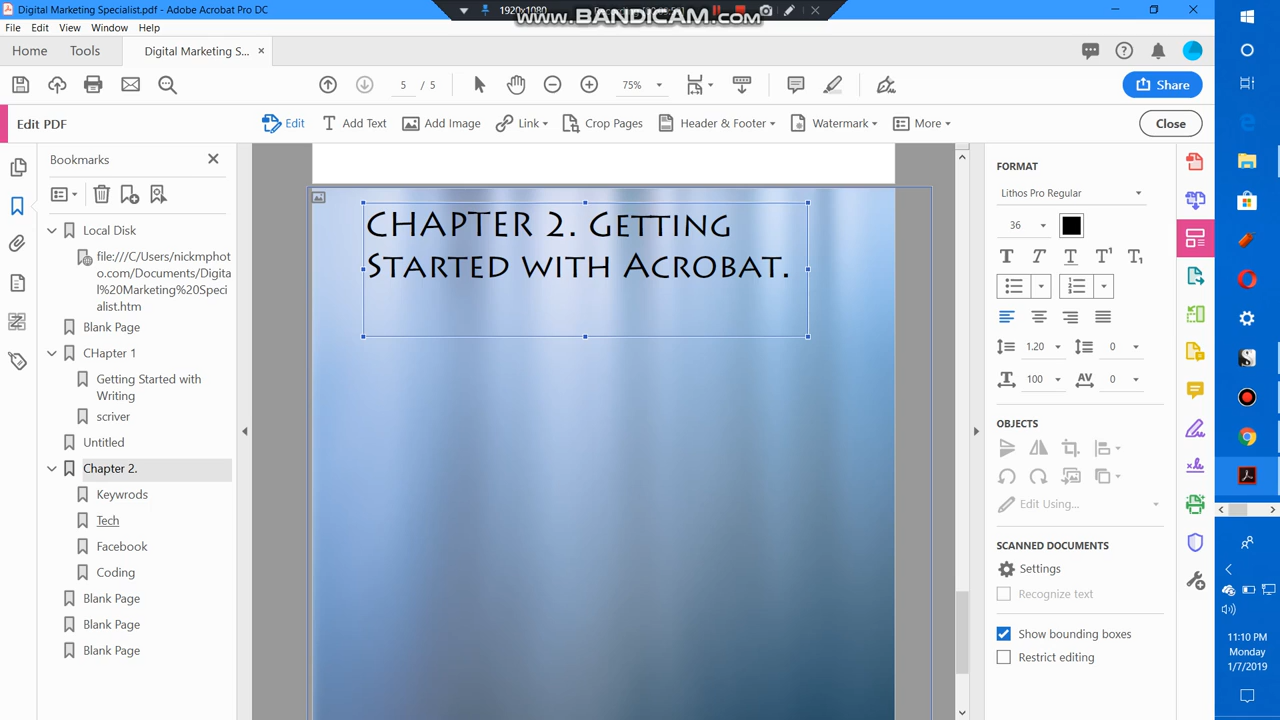 Digital Marketing Specialist.pdf - Adobe Acrobat Pro DC
1920x1080
www.BANDICAM.com
File Edit View Window Help
Home Tools Digital Marketing S... ×
5 / 5 75% Share
Edit PDF Edit Add Text Add Image Link Crop Pages Header & Footer Watermark More Close
Bookmarks
Local Disk
file:///C/Users/nickmphot
o.com/Documents/Digita
l%20Marketing%20Speci
alist.htm
Blank Page
CHapter 1
Getting Started with
Writing
scriver
Untitled
Chapter 2.
Keywrods
Tech
Facebook
Coding
Blank Page
Blank Page
Blank Page
CHAPTER 2. Getting
Started with Acrobat.
FORMAT
Lithos Pro Regular
36
1.20 0
100 AV 0
OBJECTS
Edit Using...
SCANNED DOCUMENTS
Settings
Recognize text
Show bounding boxes
Restrict editing
11:10 PM
Monday
1/7/2019